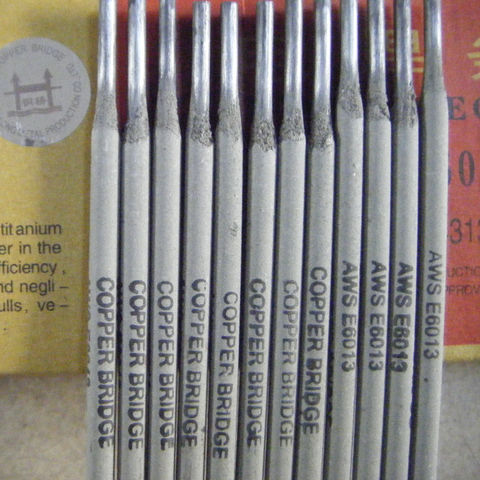 COPPER BRIDGE
titanium
er in the
fficiency,
nd negli-
ulls, ve-
COPPER BRIDGE
COPPER BRIDGE
COPPER BRIDGE
COPPER BRIDGE
COPPER BRIDGE
COPPER BRIDGE
COPPER BRIDGE
COPPER BRIDGE
AWS E6013
AWS E6013
AWS E6013
AWS E6013
313